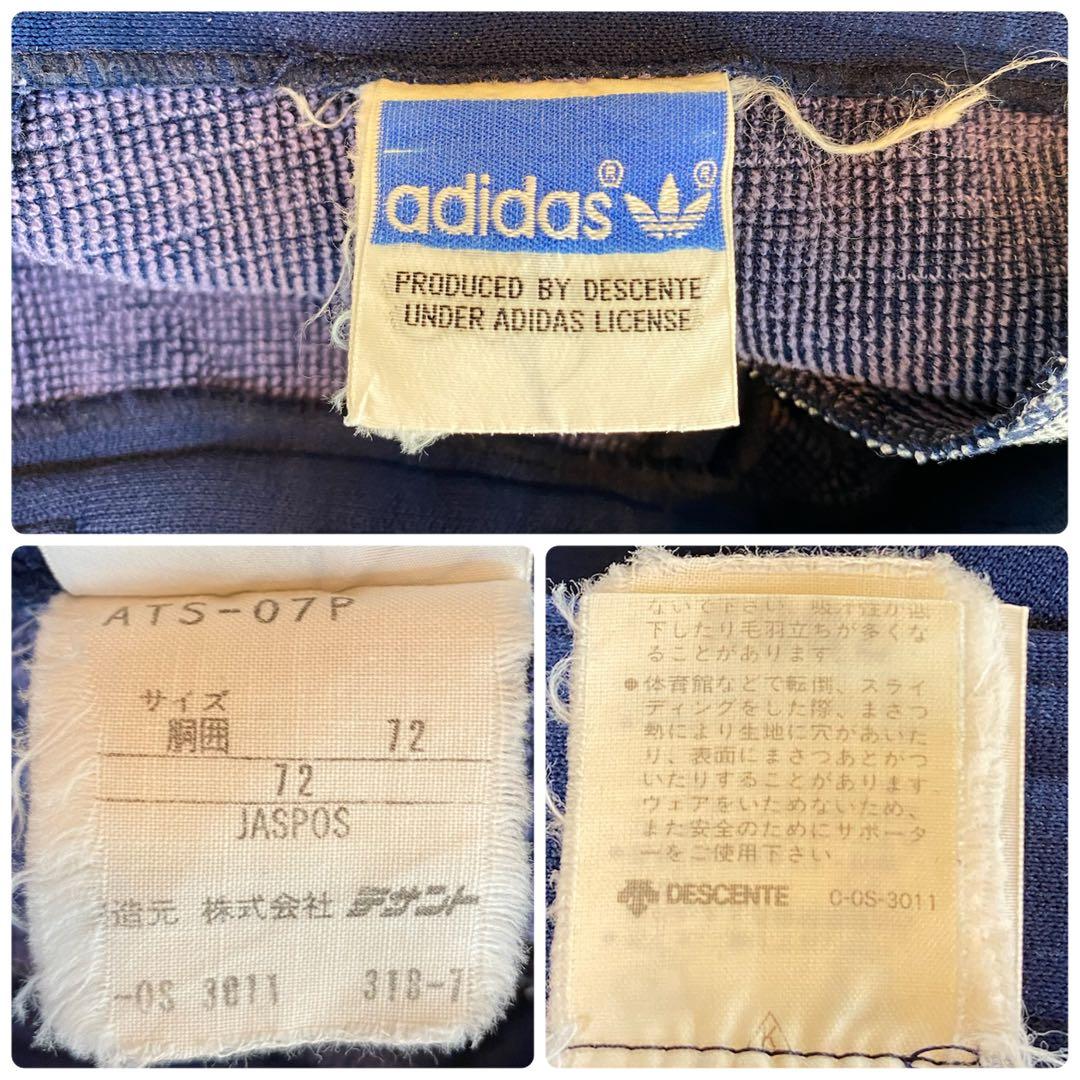 adidas® ®
PRODUCED BY DESCENTE
UNDER ADIDAS LICENSE
ATS-07P
サイズ
胴囲 72
72
JASPOS
造元 株式会社 デサント
-OS 3011 318-7
ないで下さい。吸汗性が低
下したり毛羽立ちが多くな
ることがあります
●体育館などで転倒、スライ
ディングをした際、まさつ
熱により生地に穴があいた
り、表面にまさつあとがつ
いたりすることがあります
ウェアをいためないため、
また安全のためにサポータ
ーをご使用下さい
DESCENTE C-OS-3011